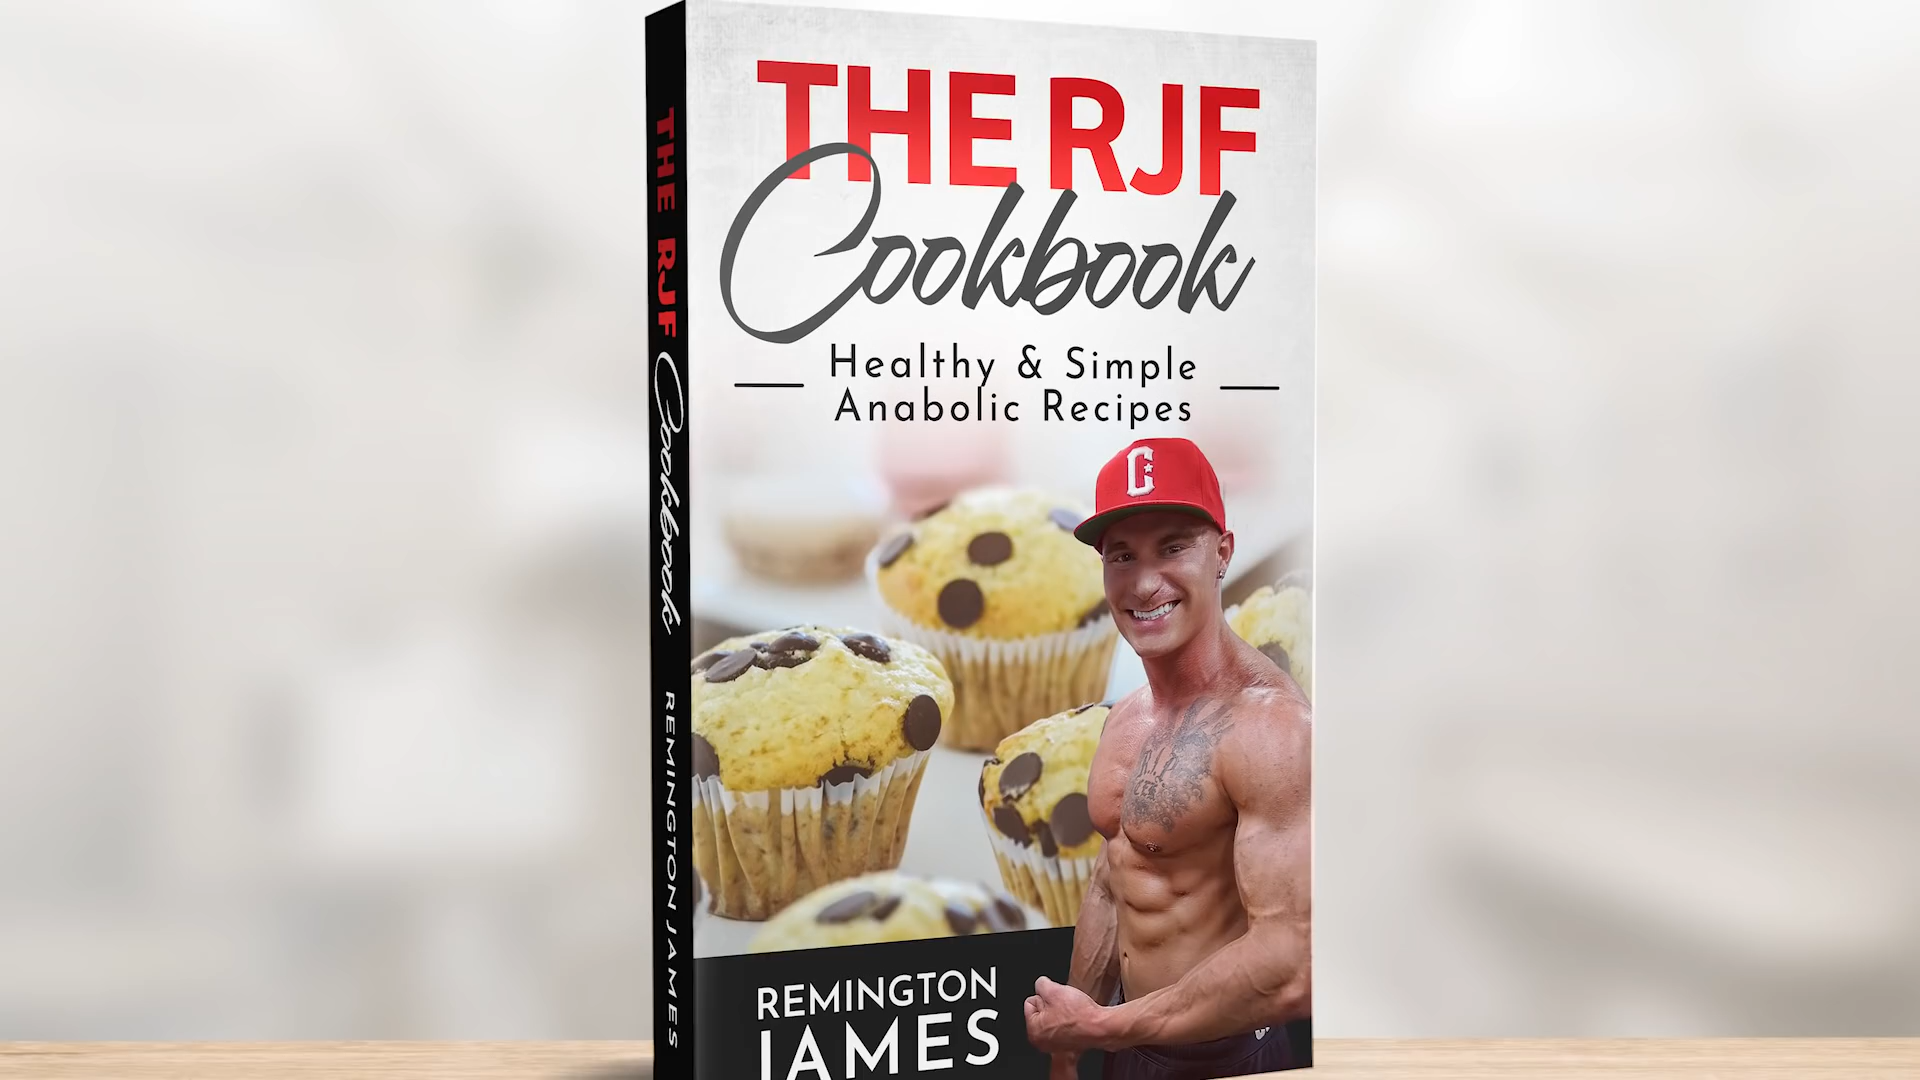 THE RJF
Cookbook
Healthy & Simple
Anabolic Recipes
C
R.I.P
REMINGTON
JAMES
THE RJF Cookbook REMINGTON JAMES